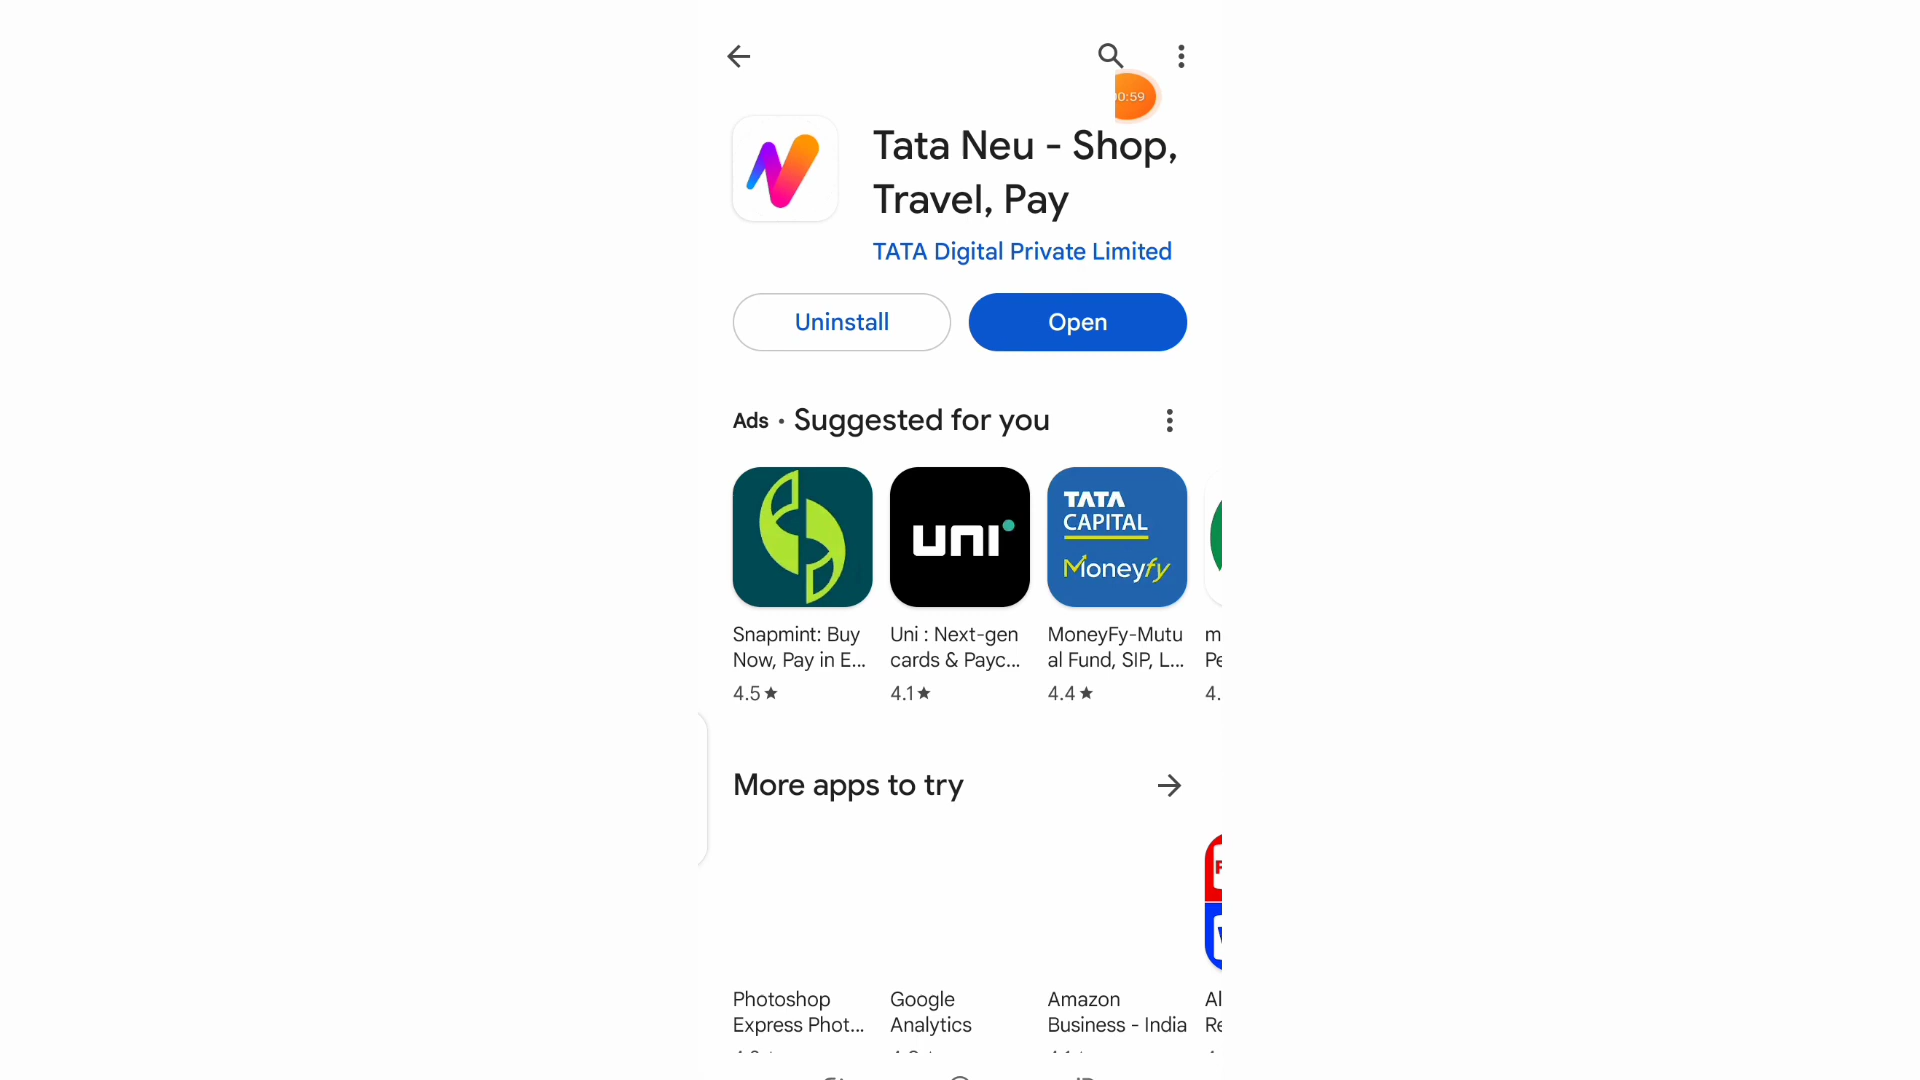 00:59
Tata Neu - Shop,
Travel, Pay
TATA Digital Private Limited
Uninstall
Open
Ads • Suggested for you
uni
TATA
CAPITAL
Moneyfy
Snapmint: Buy
Now, Pay in E...
4.5★
Uni : Next-gen
cards & Payc...
4.1★
MoneyFy-Mutu
al Fund, SIP, L...
4.4★
More apps to try
Photoshop
Express Phot...
Google
Analytics
Amazon
Business - India